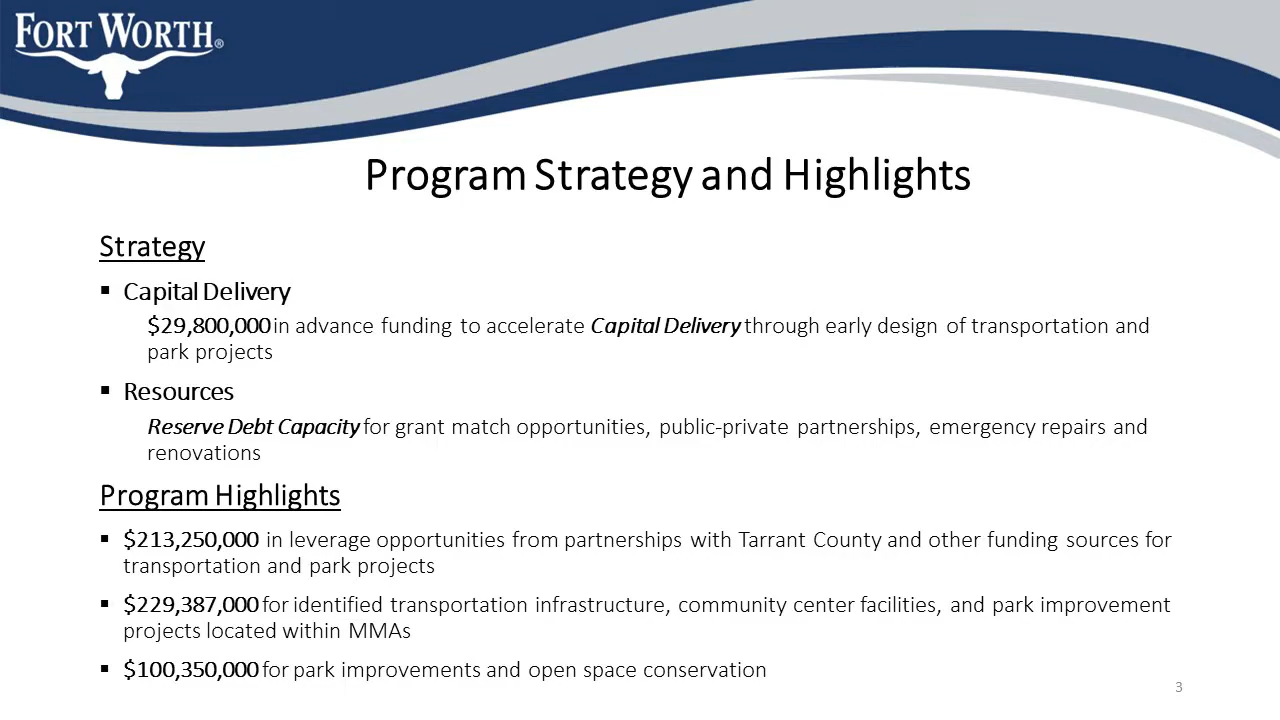 FORT WORTH®
Program Strategy and Highlights
Strategy
▪ Capital Delivery
$29,800,000 in advance funding to accelerate Capital Delivery through early design of transportation and
park projects
▪ Resources
Reserve Debt Capacity for grant match opportunities, public-private partnerships, emergency repairs and
renovations
Program Highlights
▪ $213,250,000 in leverage opportunities from partnerships with Tarrant County and other funding sources for
transportation and park projects
▪ $229,387,000 for identified transportation infrastructure, community center facilities, and park improvement
projects located within MMAs
▪ $100,350,000 for park improvements and open space conservation
3